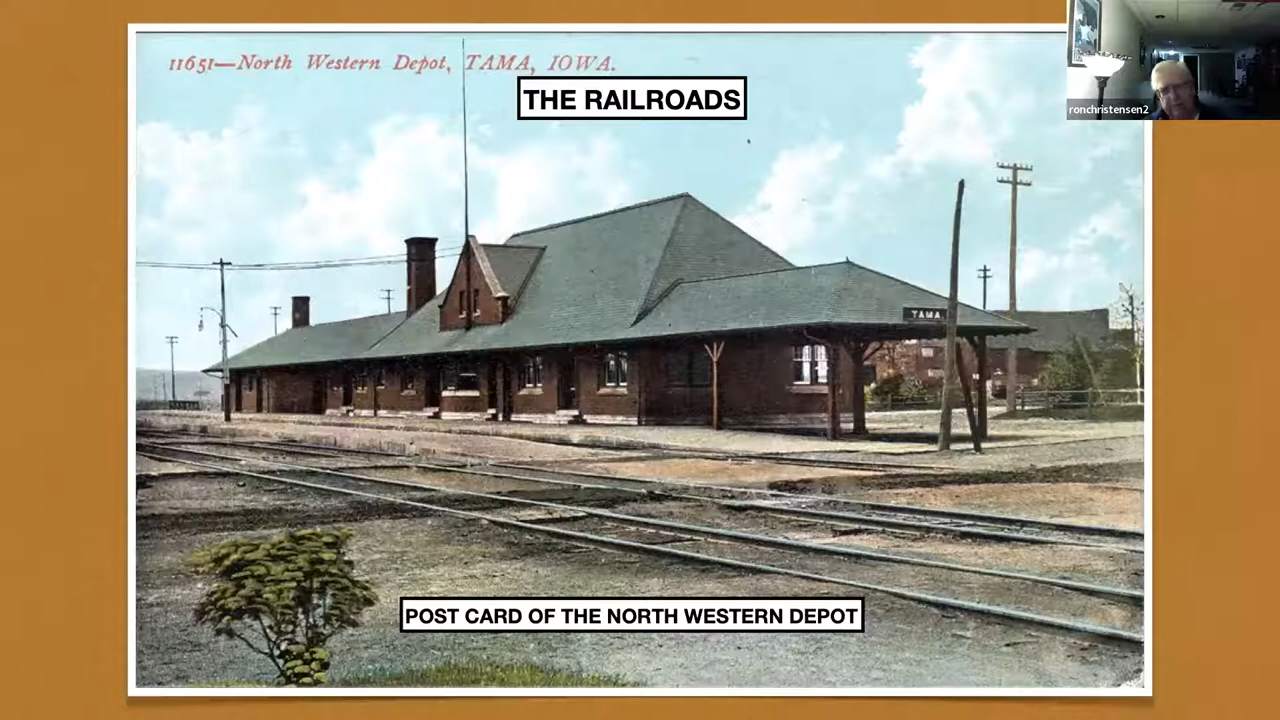 11651—North Western Depot, TAMA, IOWA.
THE RAILROADS
ronchristensen2
TAMA.
POST CARD OF THE NORTH WESTERN DEPOT